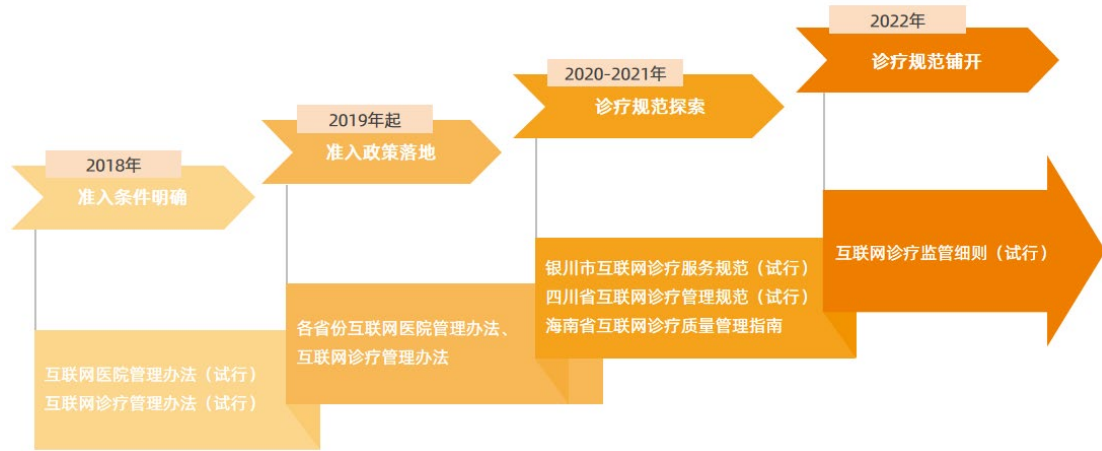 2018年
准入条件明确
互联网医院管理办法（试行）
互联网诊疗管理办法（试行）
2019年起
准入政策落地
各省份互联网医院管理办法、
互联网诊疗管理办法
2020-2021年
诊疗规范探索
银川市互联网诊疗服务规范（试行）
四川省互联网诊疗管理规范（试行）
海南省互联网诊疗质量管理指南
2022年
诊疗规范铺开
互联网诊疗监管细则（试行）